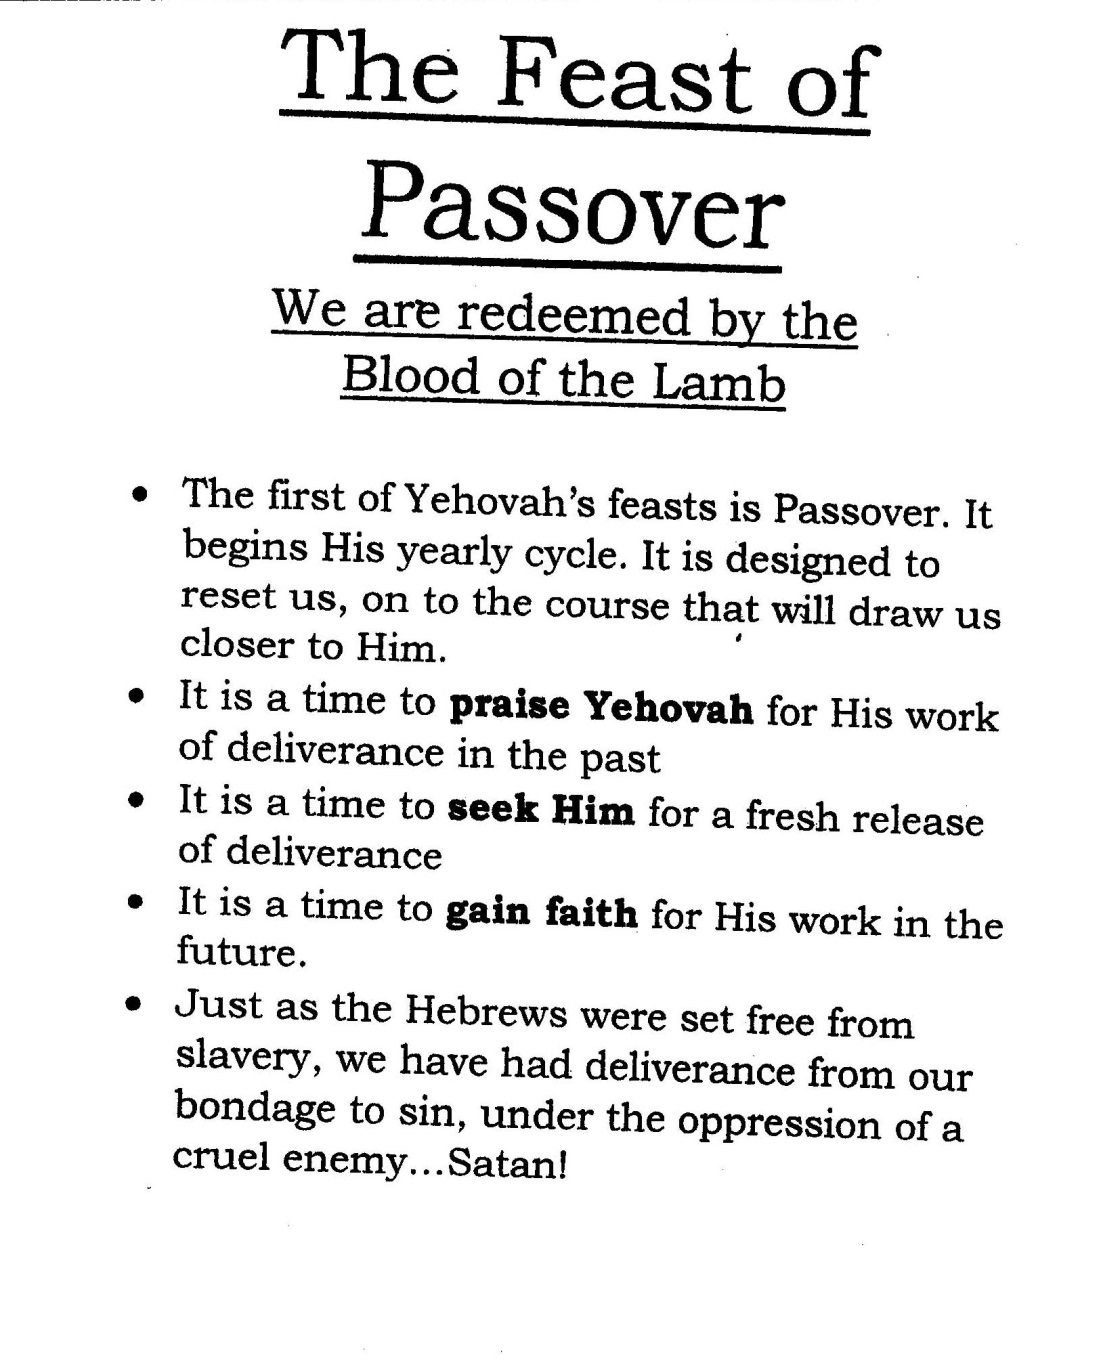 The Feast of
Passover
We are redeemed by the
Blood of the Lamb
• The first of Yehovah's feasts is Passover. It
begins His yearly cycle. It is designed to
reset us, on to the course that will draw us
closer to Him.
• It is a time to praise Yehovah for His work
of deliverance in the past
• It is a time to seek Him for a fresh release
of deliverance
• It is a time to gain faith for His work in the
future.
• Just as the Hebrews were set free from
slavery, we have had deliverance from our
bondage to sin, under the oppression of a
cruel enemy...Satan!